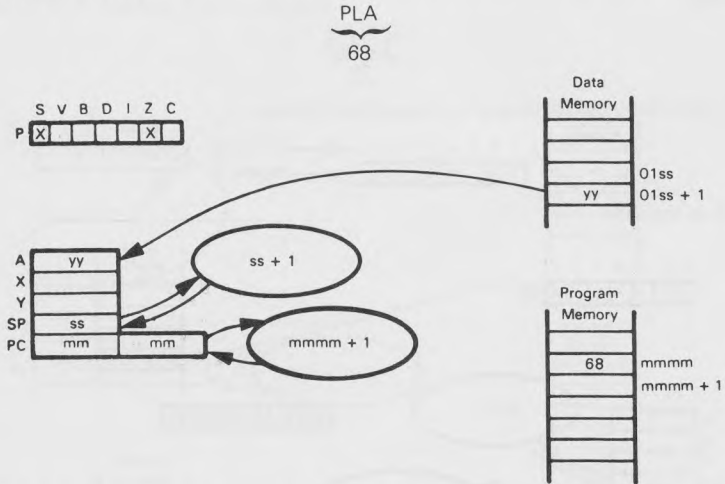 PLA
68
S V B D I Z C
P X X
Data
Memory
01ss
yy 01ss + 1
A yy
X
Y
SP ss
PC mm mm
ss + 1
mmmm + 1
Program
Memory
68 mmmm
mmmm + 1